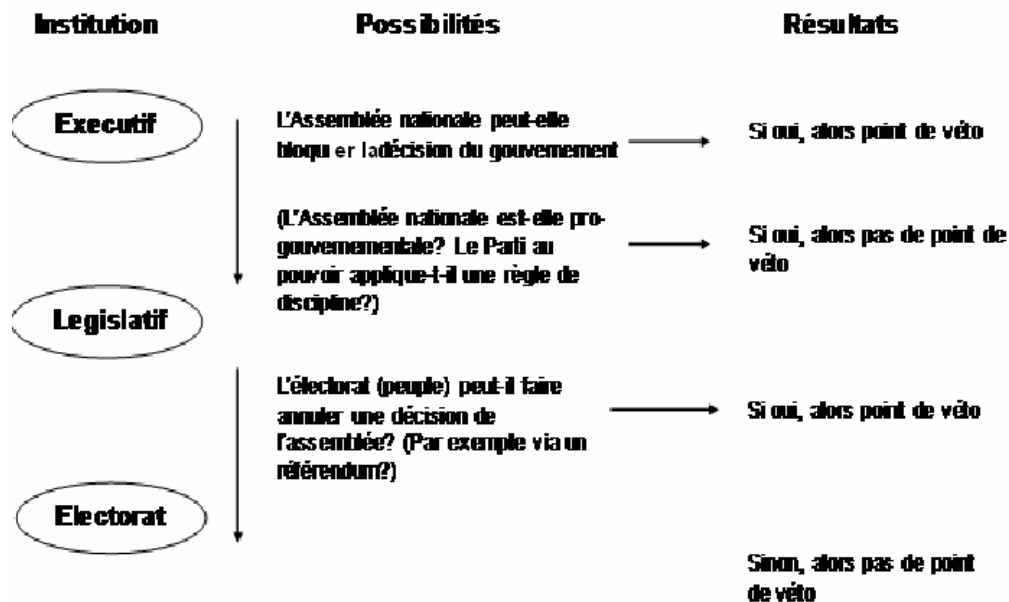 Institution Possibilités Résultats
Executif
L'Assemblée nationale peut-elle
bloqu er ladécision du gouvernement
Si oui, alors point de véto
(L'Assemblée nationale est-elle pro-
gouvernementale? Le Parti au
pouvoir applique-t-il une règle de
discipline?)
Si oui, alors pas de point de
véto
Législatif
L'électorat (peuple) peut-il faire
annuler une décision de
l'assemblée? (Par exemple via un
référendum?)
Si oui, alors point de véto
Electorat
Sinon, alors pas de point
de véto